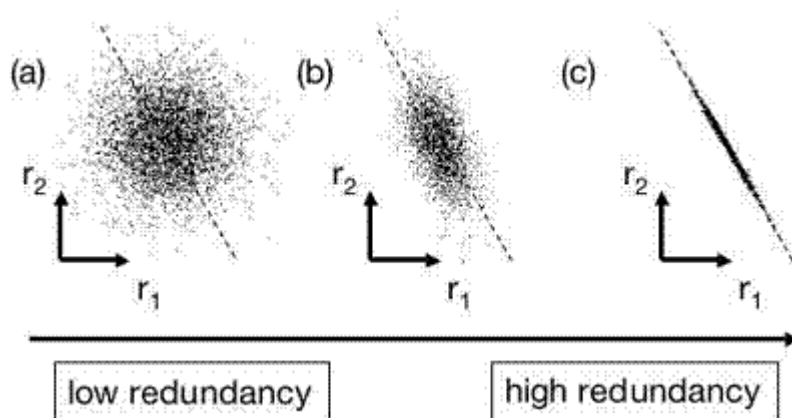 (a)
(b)
(c)
r2
r2
r2
r1
r1
r1
low redundancy
high redundancy